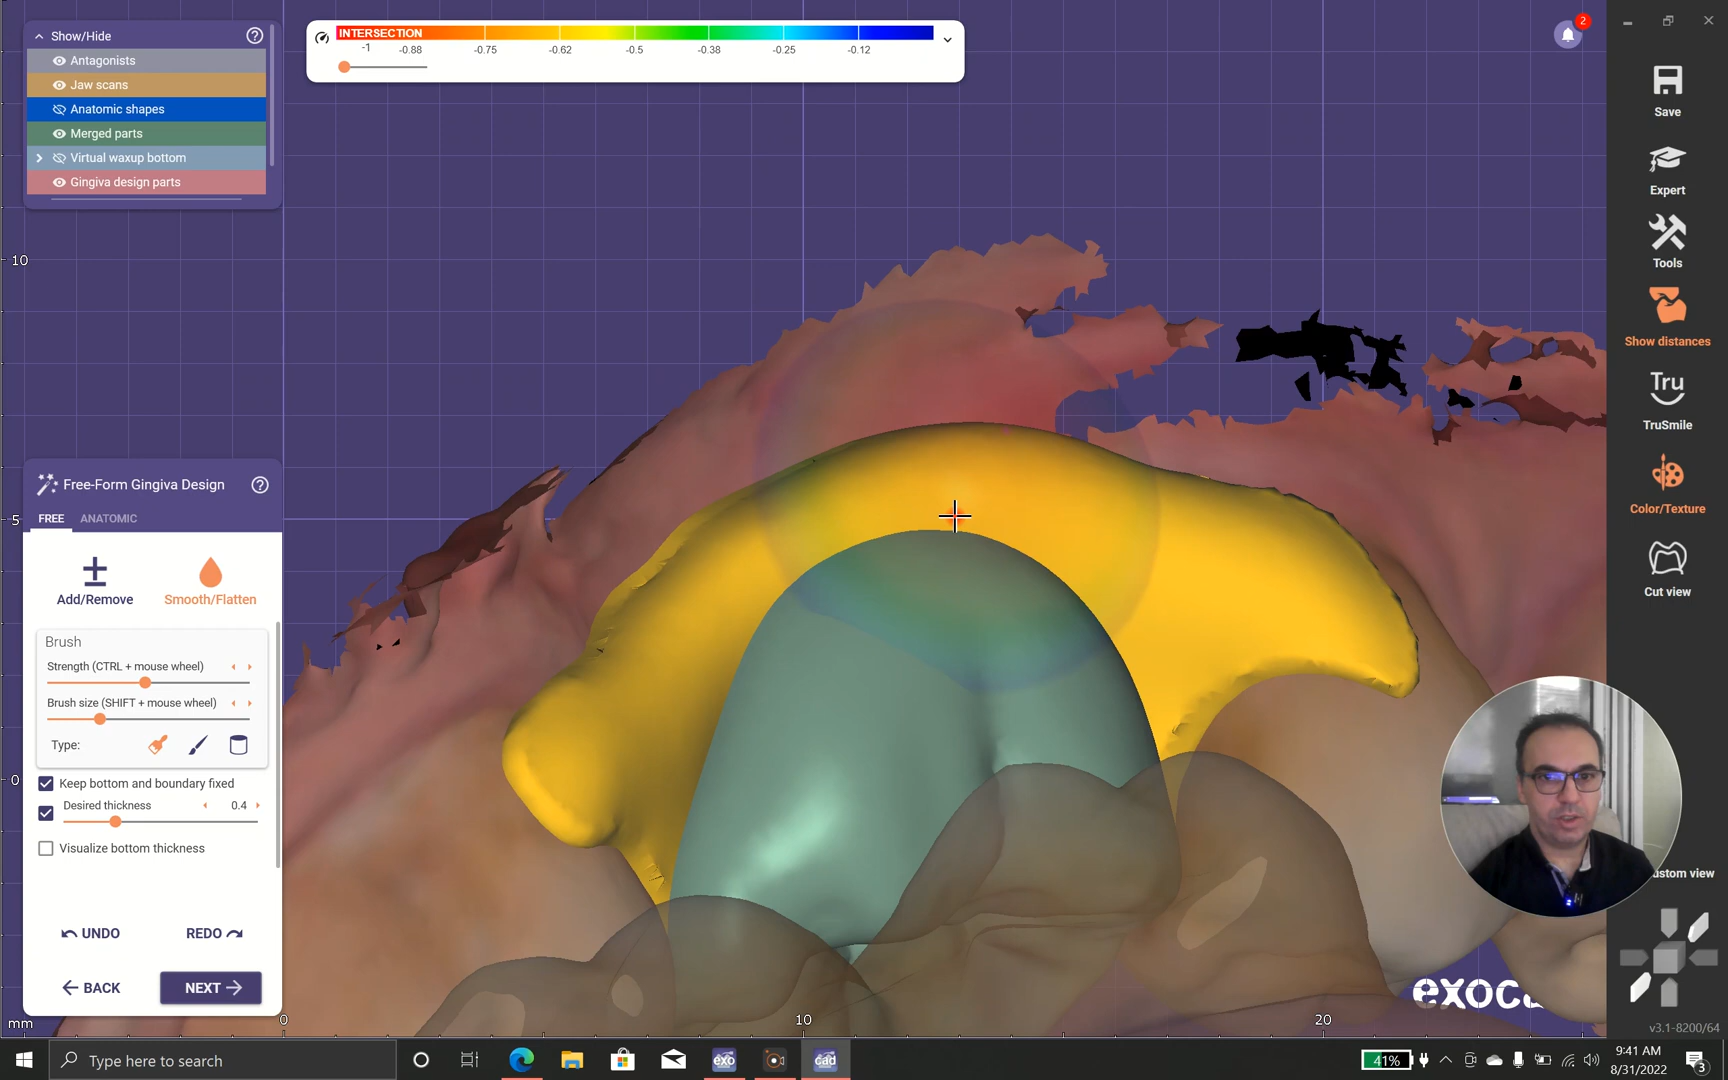 Show/Hide
Antagonists
Jaw scans
Anatomic shapes
Merged parts
Virtual waxup bottom
Gingiva design parts
INTERSECTION
-1 -0.88 -0.75 -0.62 -0.5 -0.38 -0.25 -0.12
2
Save
Expert
Tools
Show distances
Tru
TruSmile
Color/Texture
Cut view
ustom view
10
5
0
mm
0 10 20
Free-Form Gingiva Design
FREE ANATOMIC
Add/Remove Smooth/Flatten
Brush
Strength (CTRL + mouse wheel)
Brush size (SHIFT + mouse wheel)
Type:
Keep bottom and boundary fixed
Desired thickness 0.4
Visualize bottom thickness
UNDO REDO
BACK NEXT
exoc
v3.1-8200/64
Type here to search
exo
cad
41%
9:41 AM
8/31/2022
3